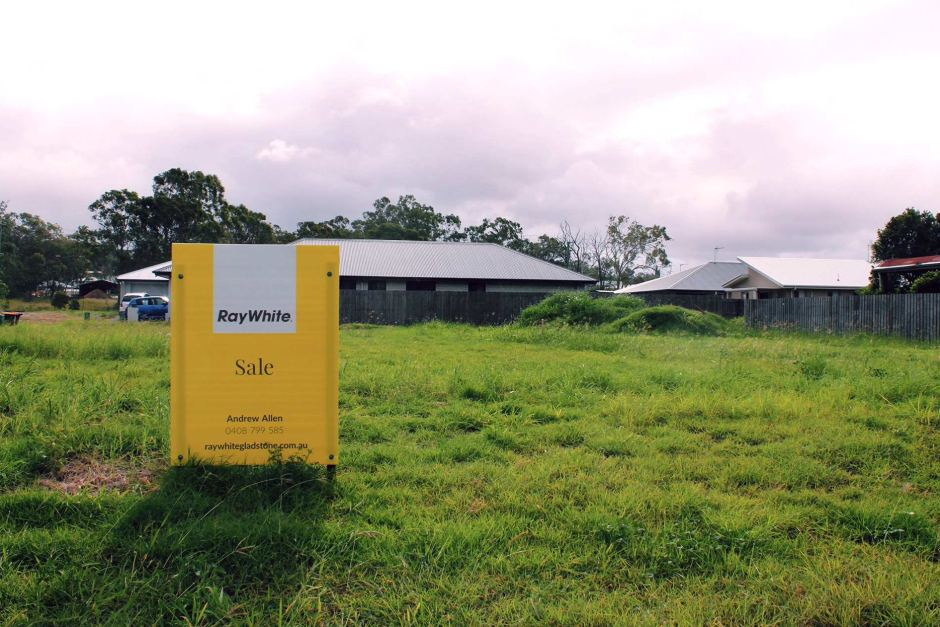 RayWhite.
Sale
Andrew Allen
0408 799 585
raywhitegladstone.com.au